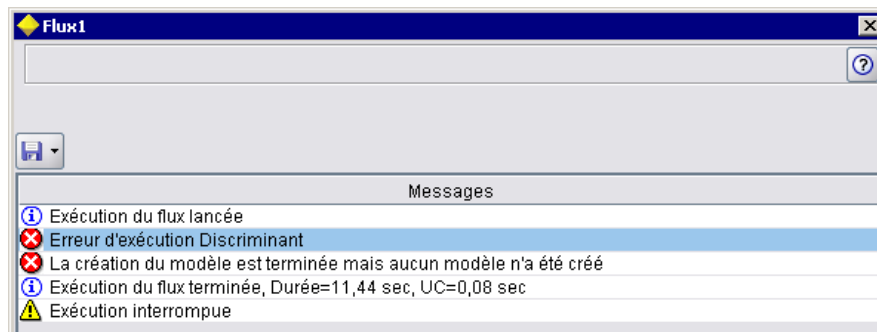 Flux1
Messages
Exécution du flux lancée
Erreur d'exécution Discriminant
La création du modèle est terminée mais aucun modèle n'a été créé
Exécution du flux terminée, Durée=11,44 sec, UC=0,08 sec
Exécution interrompue